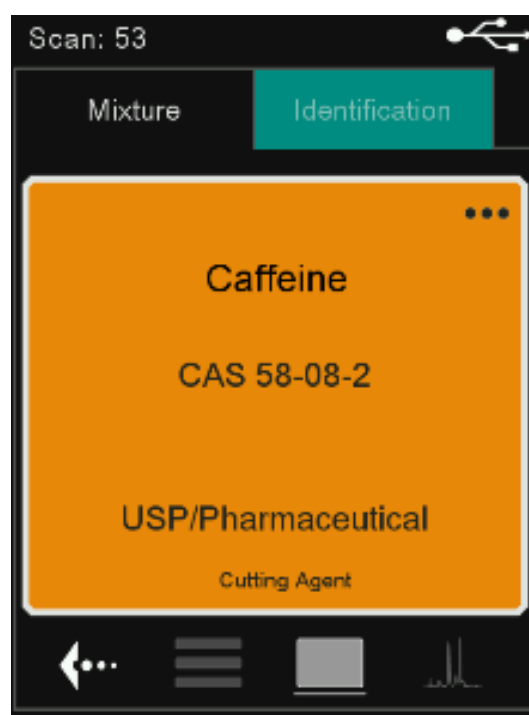 Scan: 53
Mixture
Identification
Caffeine
CAS 58-08-2
USP/Pharmaceutical
Cutting Agent